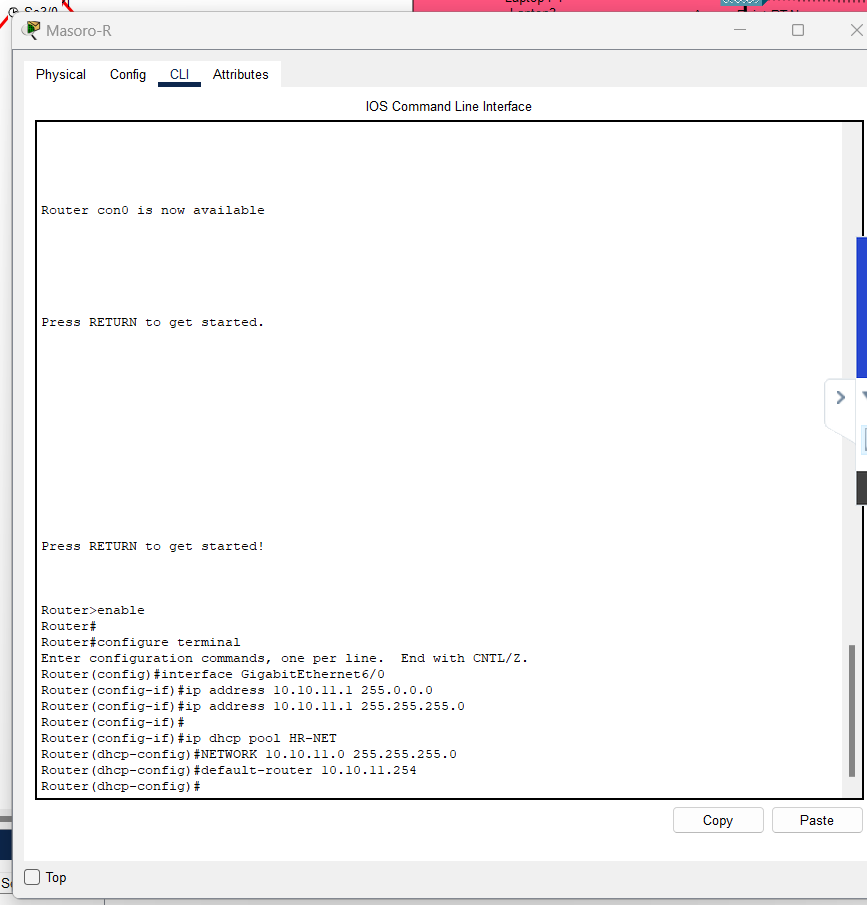 Se3/0
Masoro-R
Physical Config CLI Attributes
IOS Command Line Interface
Router con0 is now available
Press RETURN to get started.
Press RETURN to get started!
Router>enable
Router#
Router#configure terminal
Enter configuration commands, one per line.  End with CNTL/Z.
Router(config)#interface GigabitEthernet6/0
Router(config-if)#ip address 10.10.11.1 255.0.0.0
Router(config-if)#ip address 10.10.11.1 255.255.255.0
Router(config-if)#
Router(config-if)#ip dhcp pool HR-NET
Router(dhcp-config)#NETWORK 10.10.11.0 255.255.255.0
Router(dhcp-config)#default-router 10.10.11.254
Router(dhcp-config)#
Copy Paste
Top